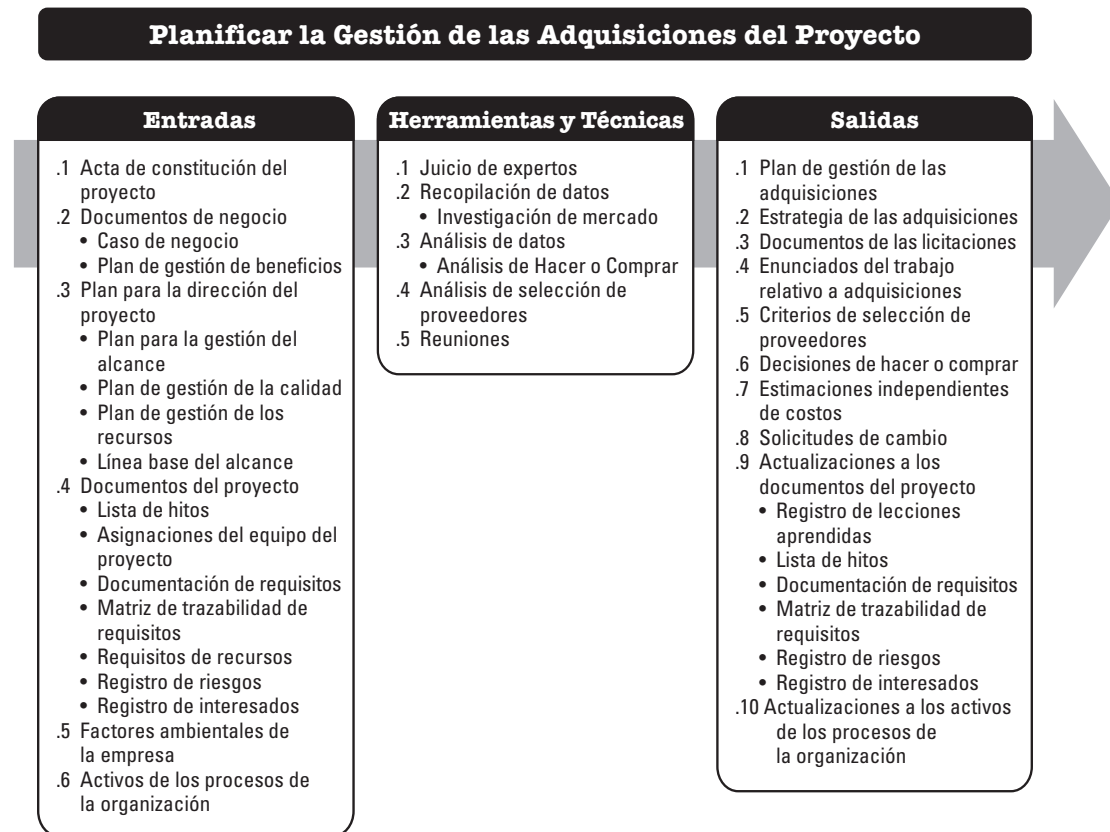 Planificar la Gestión de las Adquisiciones del Proyecto
Entradas
.1 Acta de constitución del
proyecto
.2 Documentos de negocio
• Caso de negocio
• Plan de gestión de beneficios
.3 Plan para la dirección del
proyecto
• Plan para la gestión del
alcance
• Plan de gestión de la calidad
• Plan de gestión de los
recursos
• Línea base del alcance
.4 Documentos del proyecto
• Lista de hitos
• Asignaciones del equipo del
proyecto
• Documentación de requisitos
• Matriz de trazabilidad de
requisitos
• Requisitos de recursos
• Registro de riesgos
• Registro de interesados
.5 Factores ambientales de
la empresa
.6 Activos de los procesos de
la organización
Herramientas y Técnicas
.1 Juicio de expertos
.2 Recopilación de datos
• Investigación de mercado
.3 Análisis de datos
• Análisis de Hacer o Comprar
.4 Análisis de selección de
proveedores
.5 Reuniones
Salidas
.1 Plan de gestión de las
adquisiciones
.2 Estrategia de las adquisiciones
.3 Documentos de las licitaciones
.4 Enunciados del trabajo
relativo a adquisiciones
.5 Criterios de selección de
proveedores
.6 Decisiones de hacer o comprar
.7 Estimaciones independientes
de costos
.8 Solicitudes de cambio
.9 Actualizaciones a los
documentos del proyecto
• Registro de lecciones
aprendidas
• Lista de hitos
• Documentación de requisitos
• Matriz de trazabilidad de
requisitos
• Registro de riesgos
• Registro de interesados
.10 Actualizaciones a los activos
de los procesos de
la organización